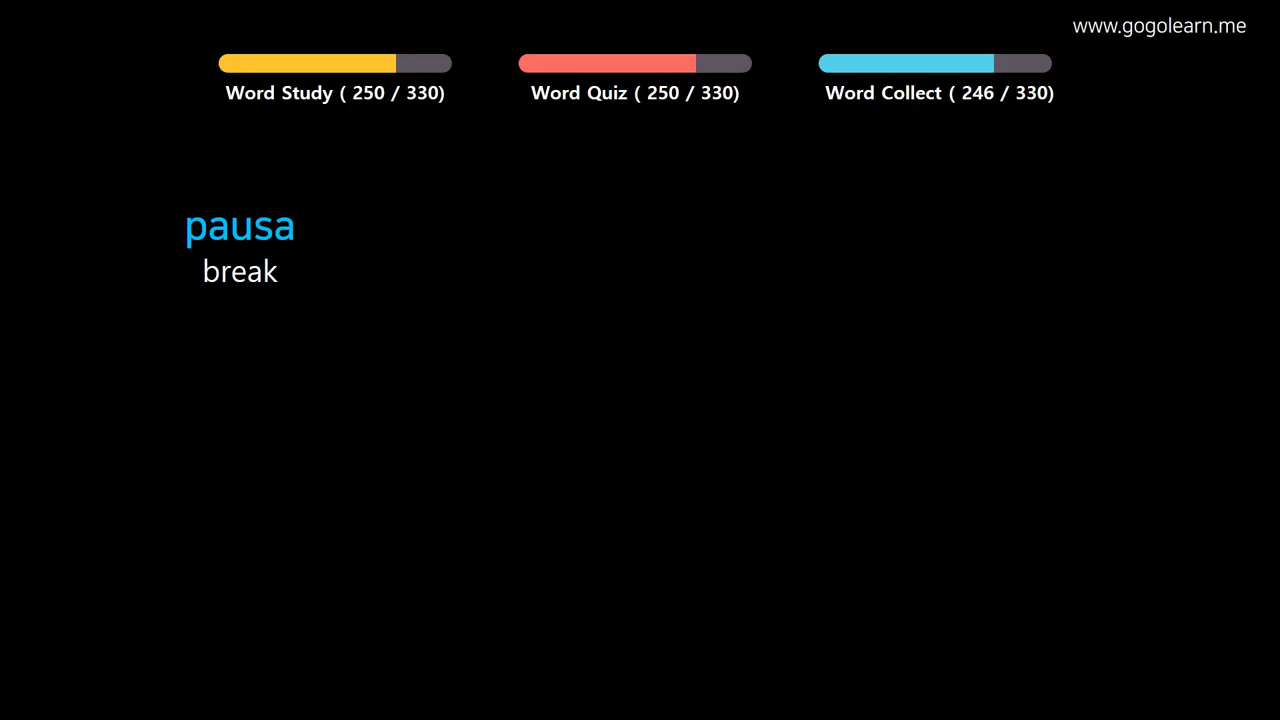 www.gogolearn.me
Word Study ( 250 / 330)
Word Quiz ( 250 / 330)
Word Collect ( 246 / 330)
pausa
break